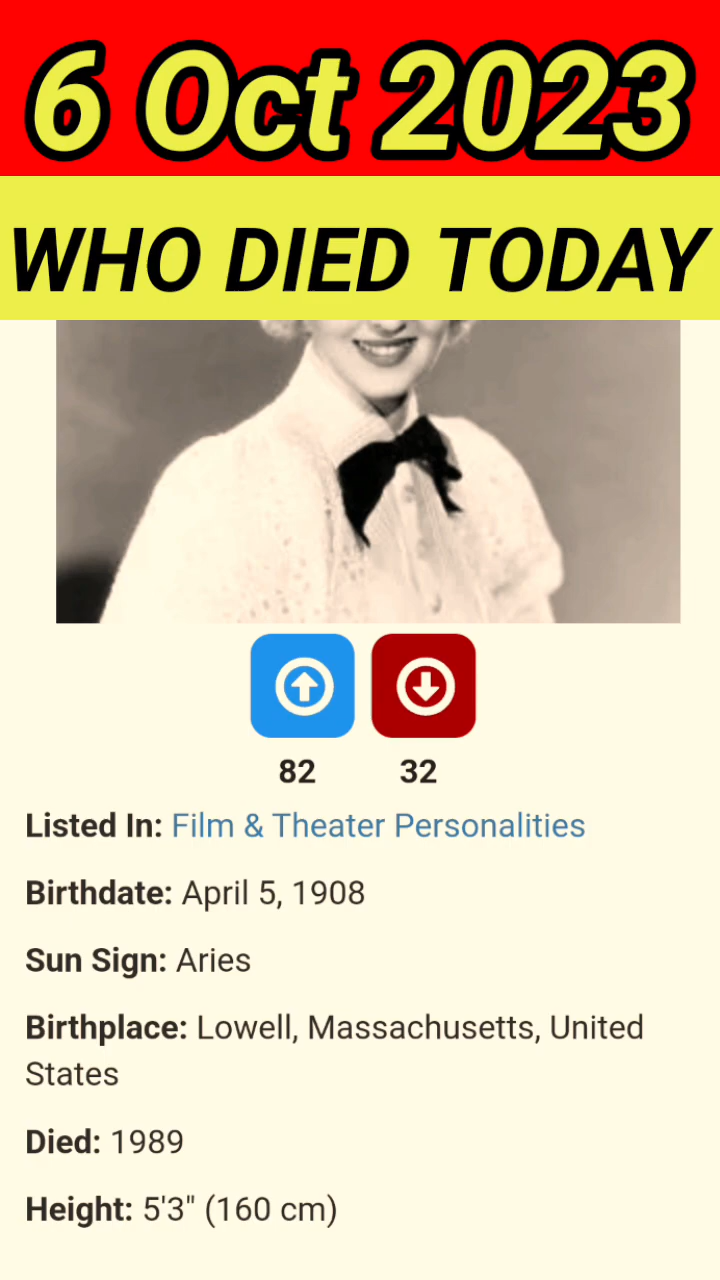 6 Oct 2023
WHO DIED TODAY
82 32
Listed In: Film & Theater Personalities
Birthdate: April 5, 1908
Sun Sign: Aries
Birthplace: Lowell, Massachusetts, United
States
Died: 1989
Height: 5'3" (160 cm)